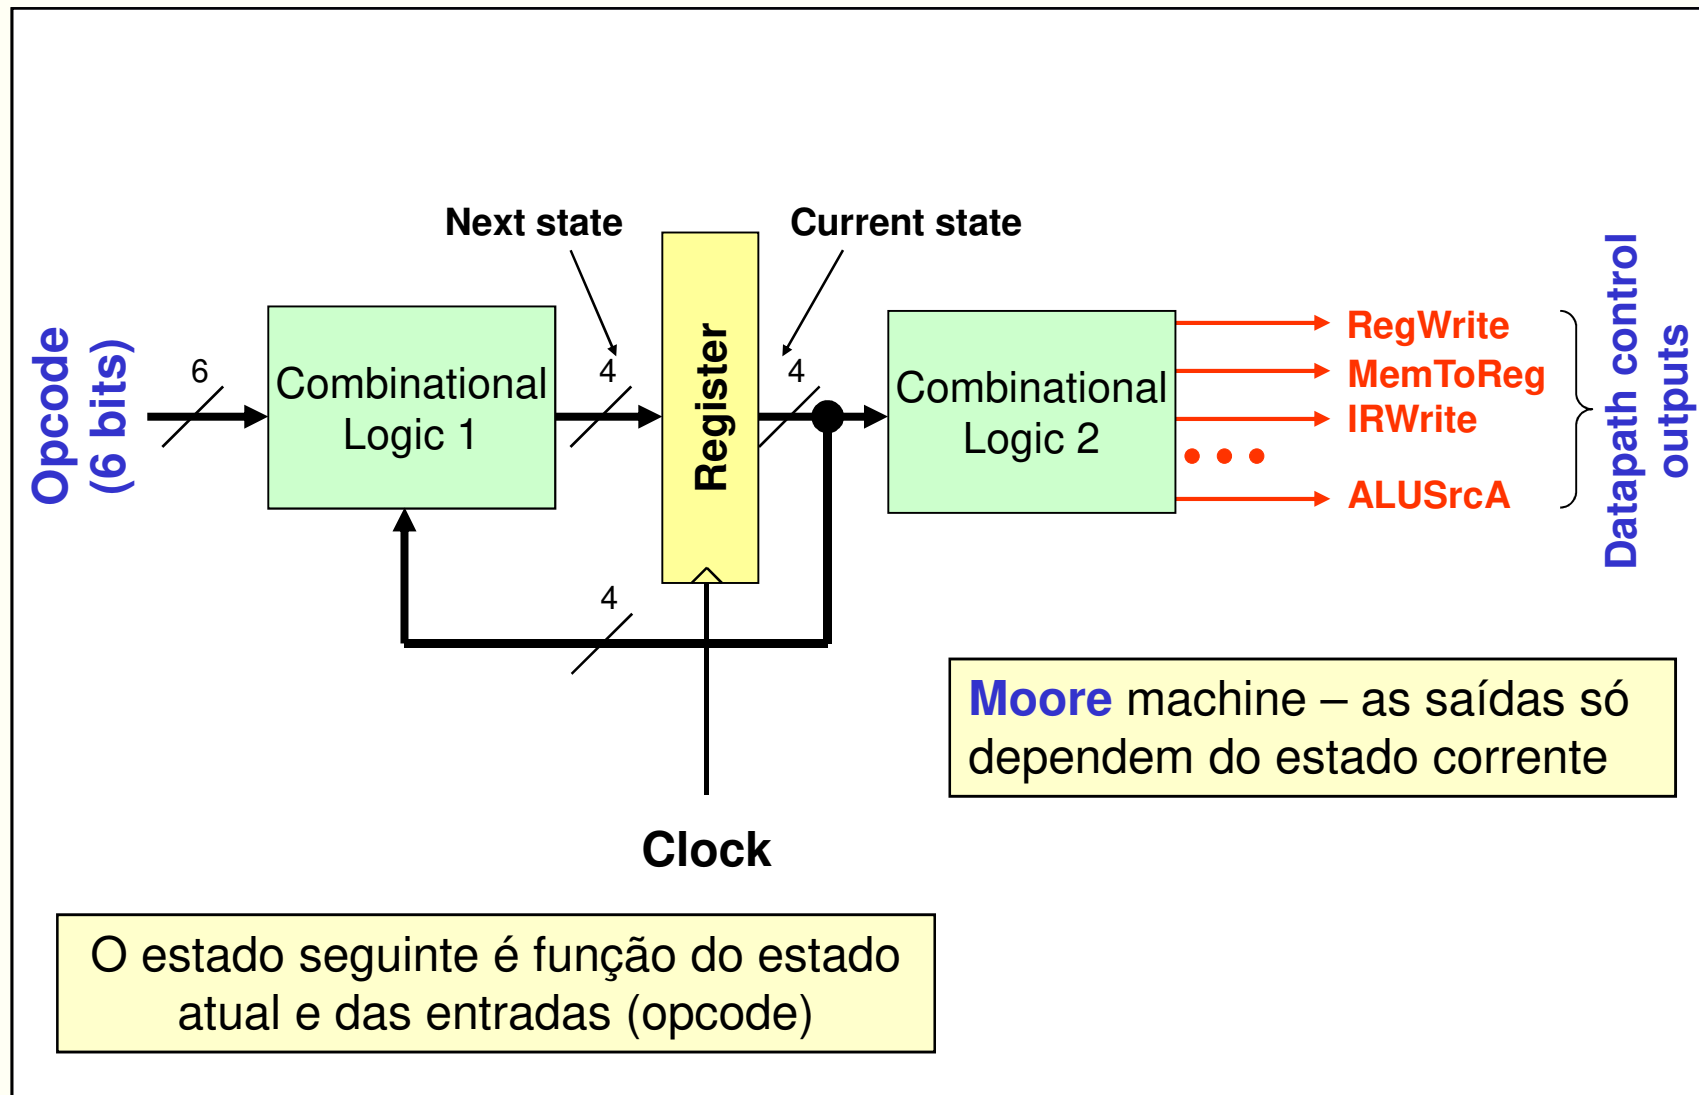 Next state
Current state
Opcode
(6 bits)
6
Combinational
Logic 1
4
Register
4
Combinational
Logic 2
RegWrite
MemToReg
IRWrite
ALUSrcA
Datapath control
outputs
4
Moore machine – as saídas só
dependem do estado corrente
Clock
O estado seguinte é função do estado
atual e das entradas (opcode)